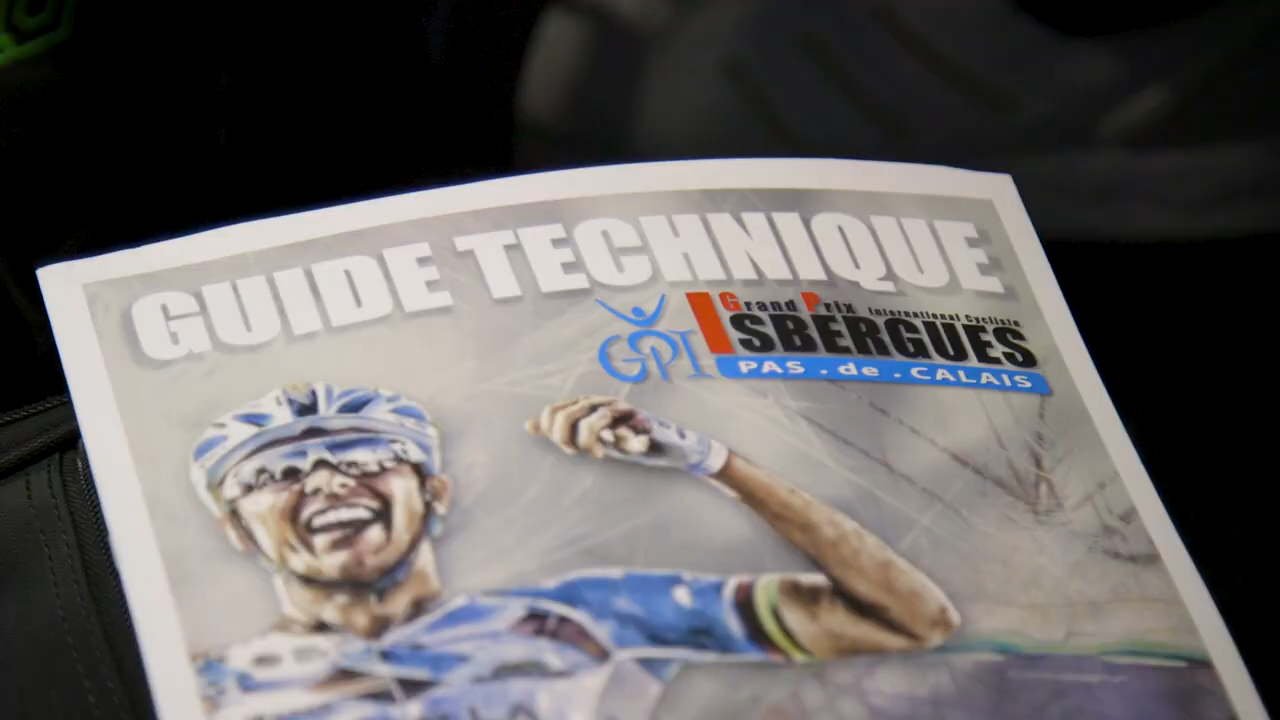 GUIDE TECHNIQUE
Grand Prix International Cycliste
ISBERGUES
GPI
PAS . de . CALAIS